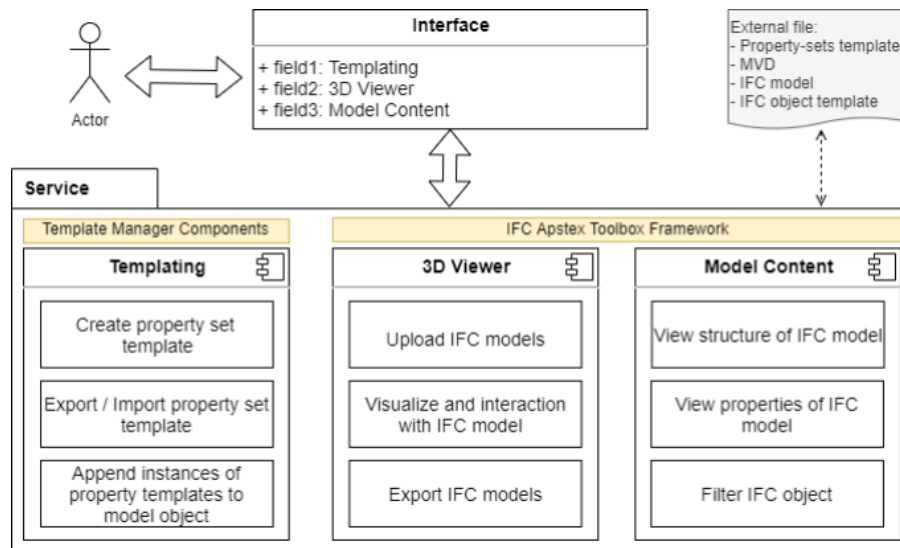 Interface
+ field1: Templating
+ field2: 3D Viewer
+ field3: Model Content
Actor
External file:
- Property-sets template
- MVD
- IFC model
- IFC object template
Service
Template Manager Components
IFC Apstex Toolbox Framework
Templating
Create property set
template
Export / Import property set
template
Append instances of
property templates to
model object
3D Viewer
Upload IFC models
Visualize and interaction
with IFC model
Export IFC models
Model Content
View structure of IFC model
View properties of IFC
model
Filter IFC object